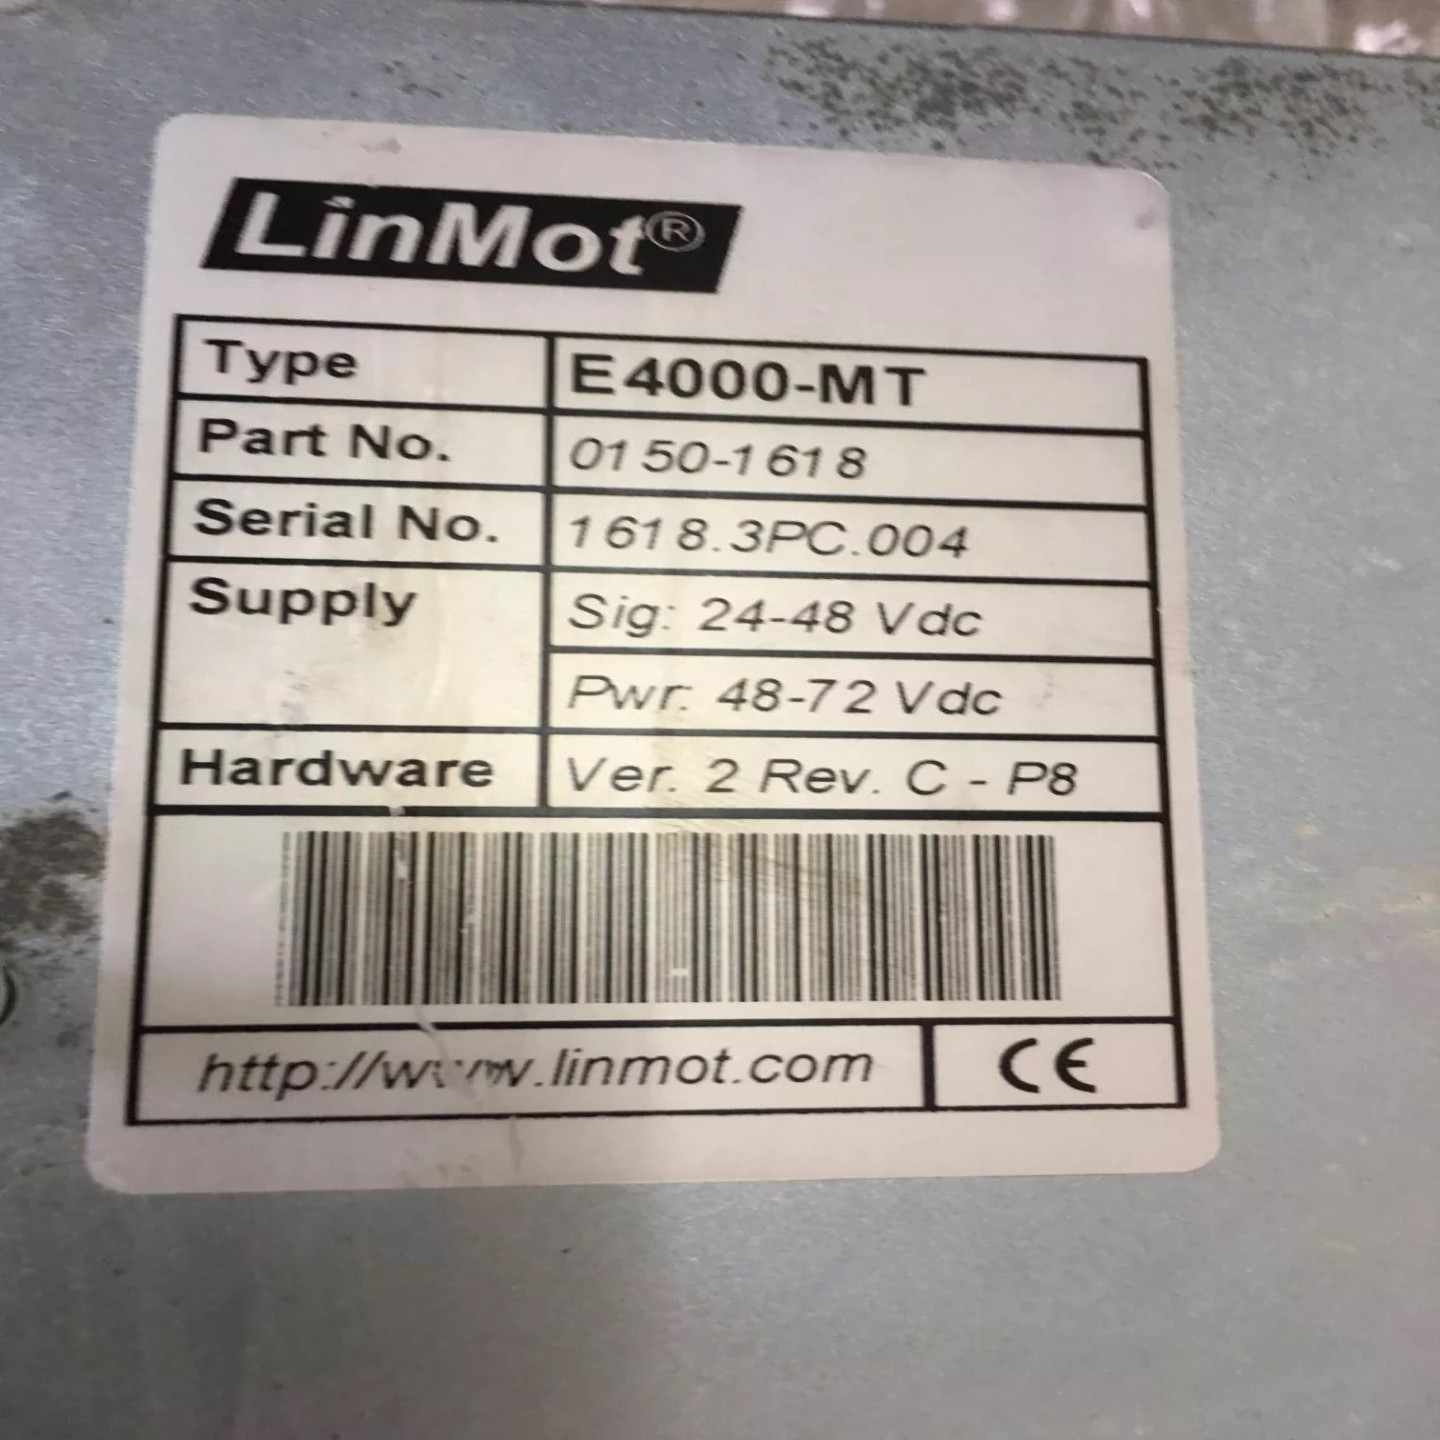 LinMot®
Type E4000-MT
Part No. 0150-1618
Serial No. 1618.3PC.004
Supply Sig: 24-48 Vdc
Pwr: 48-72 Vdc
Hardware Ver. 2 Rev. C - P8
http://www.linmot.com CE